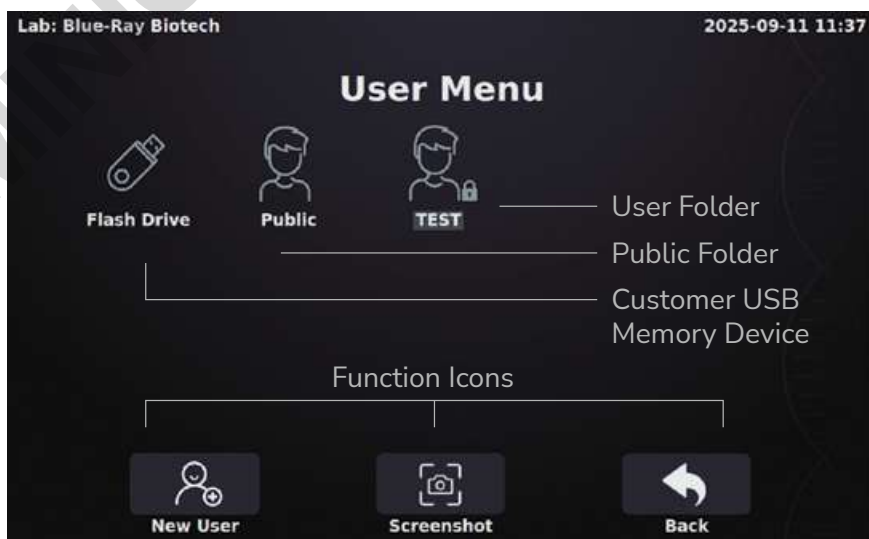 Lab: Blue-Ray Biotech
2025-09-11 11:37
User Menu
Flash Drive
Public
TEST
User Folder
Public Folder
Customer USB
Memory Device
Function Icons
New User
Screenshot
Back